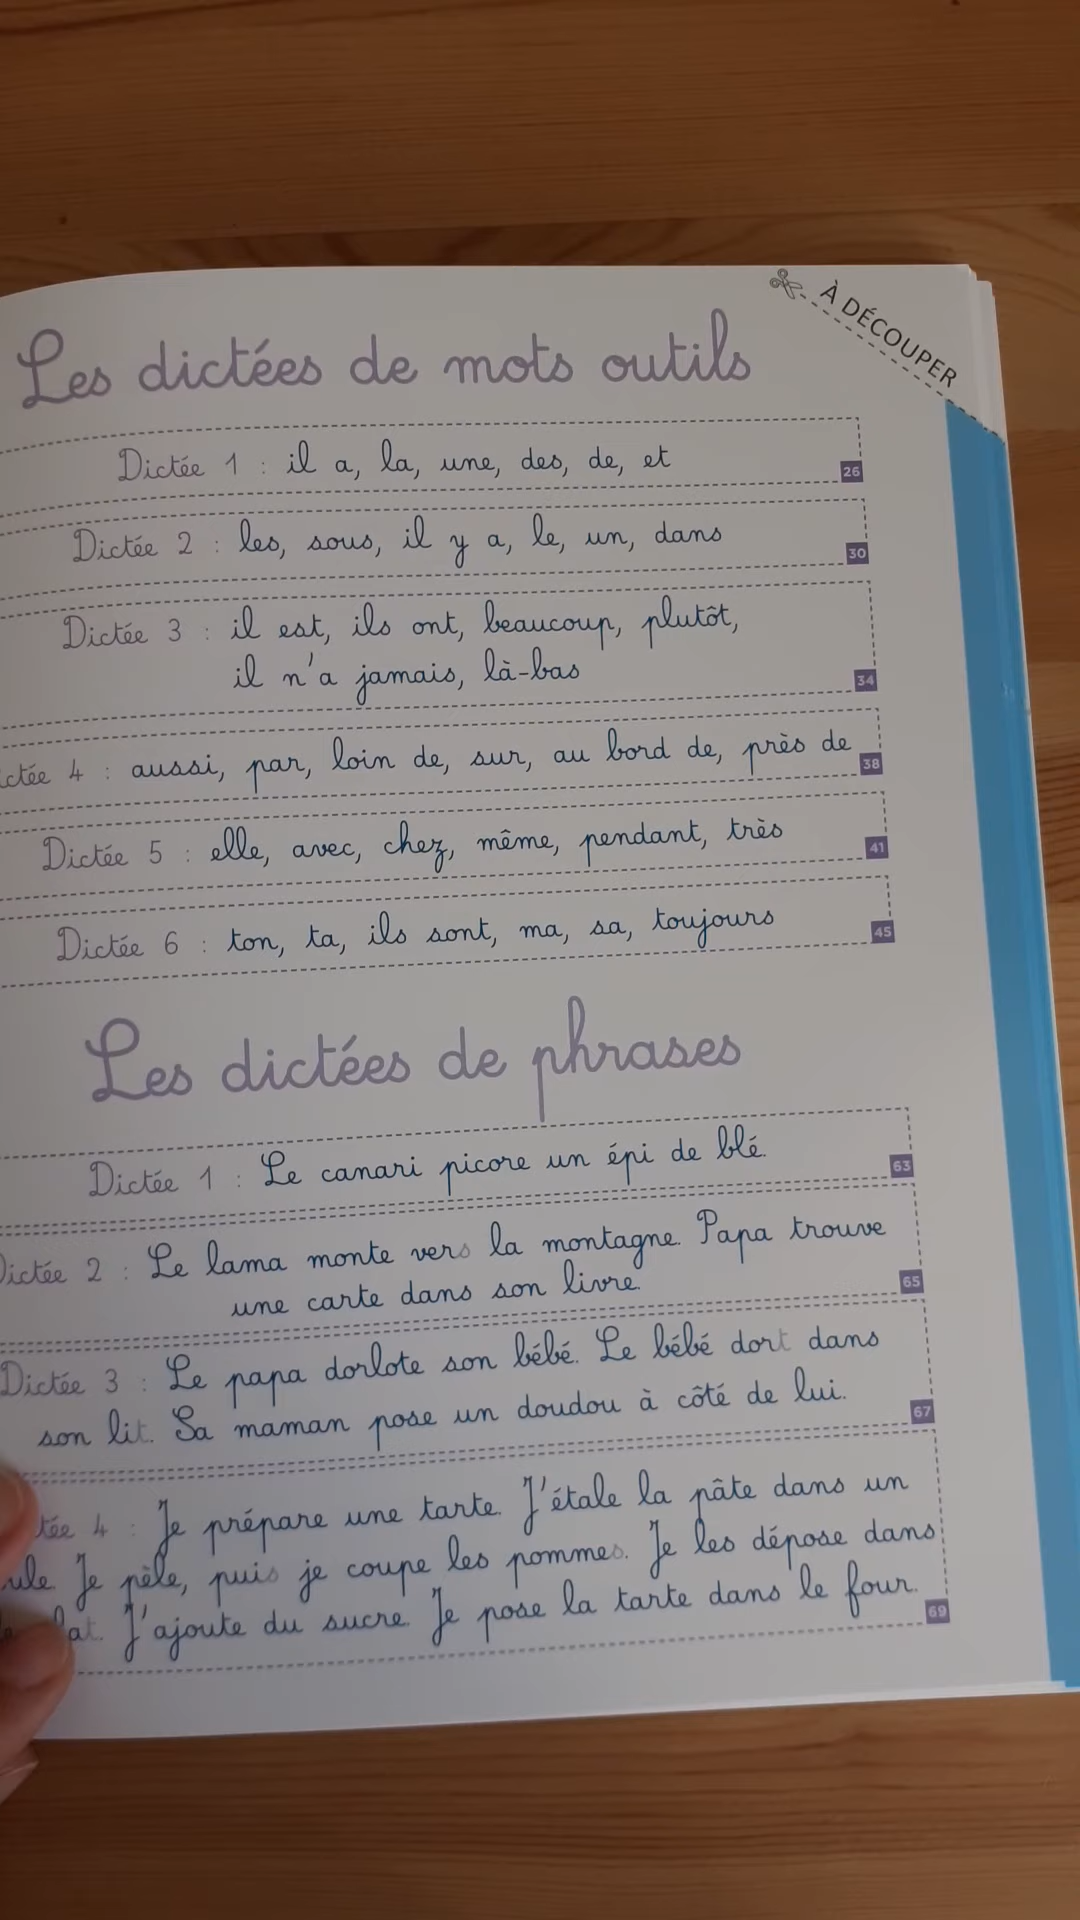 À DÉCOUPER
Les dictées de mots outils
Dictée 1 : il a, la, une, des, de, et
26
Dictée 2 : les, sous, il y a, le, un, dans
30
Dictée 3 : il est, ils ont, beaucoup, plutôt,
il n'a jamais, là-bas
34
ctée 4 : aussi, par, loin de, sur, au bord de, près de
38
Dictée 5 : elle, avec, chez, même, pendant, très
41
Dictée 6 : ton, ta, ils sont, ma, sa, toujours
45
Les dictées de phrases
Dictée 1 : Le canari picore un épi de blé.
63
Dictée 2 : Le lama monte vers la montagne. Papa trouve
une carte dans son livre.
65
Dictée 3 : Le papa dorlote son bébé. Le bébé dort dans
son lit. Sa maman pose un doudou à côté de lui.
67
tée 4 : Je prépare une tarte. J'étale la pâte dans un
ule. Je pèle, puis je coupe les pommes. Je les dépose dans
lat. J'ajoute du sucre. Je pose la tarte dans le four.
69